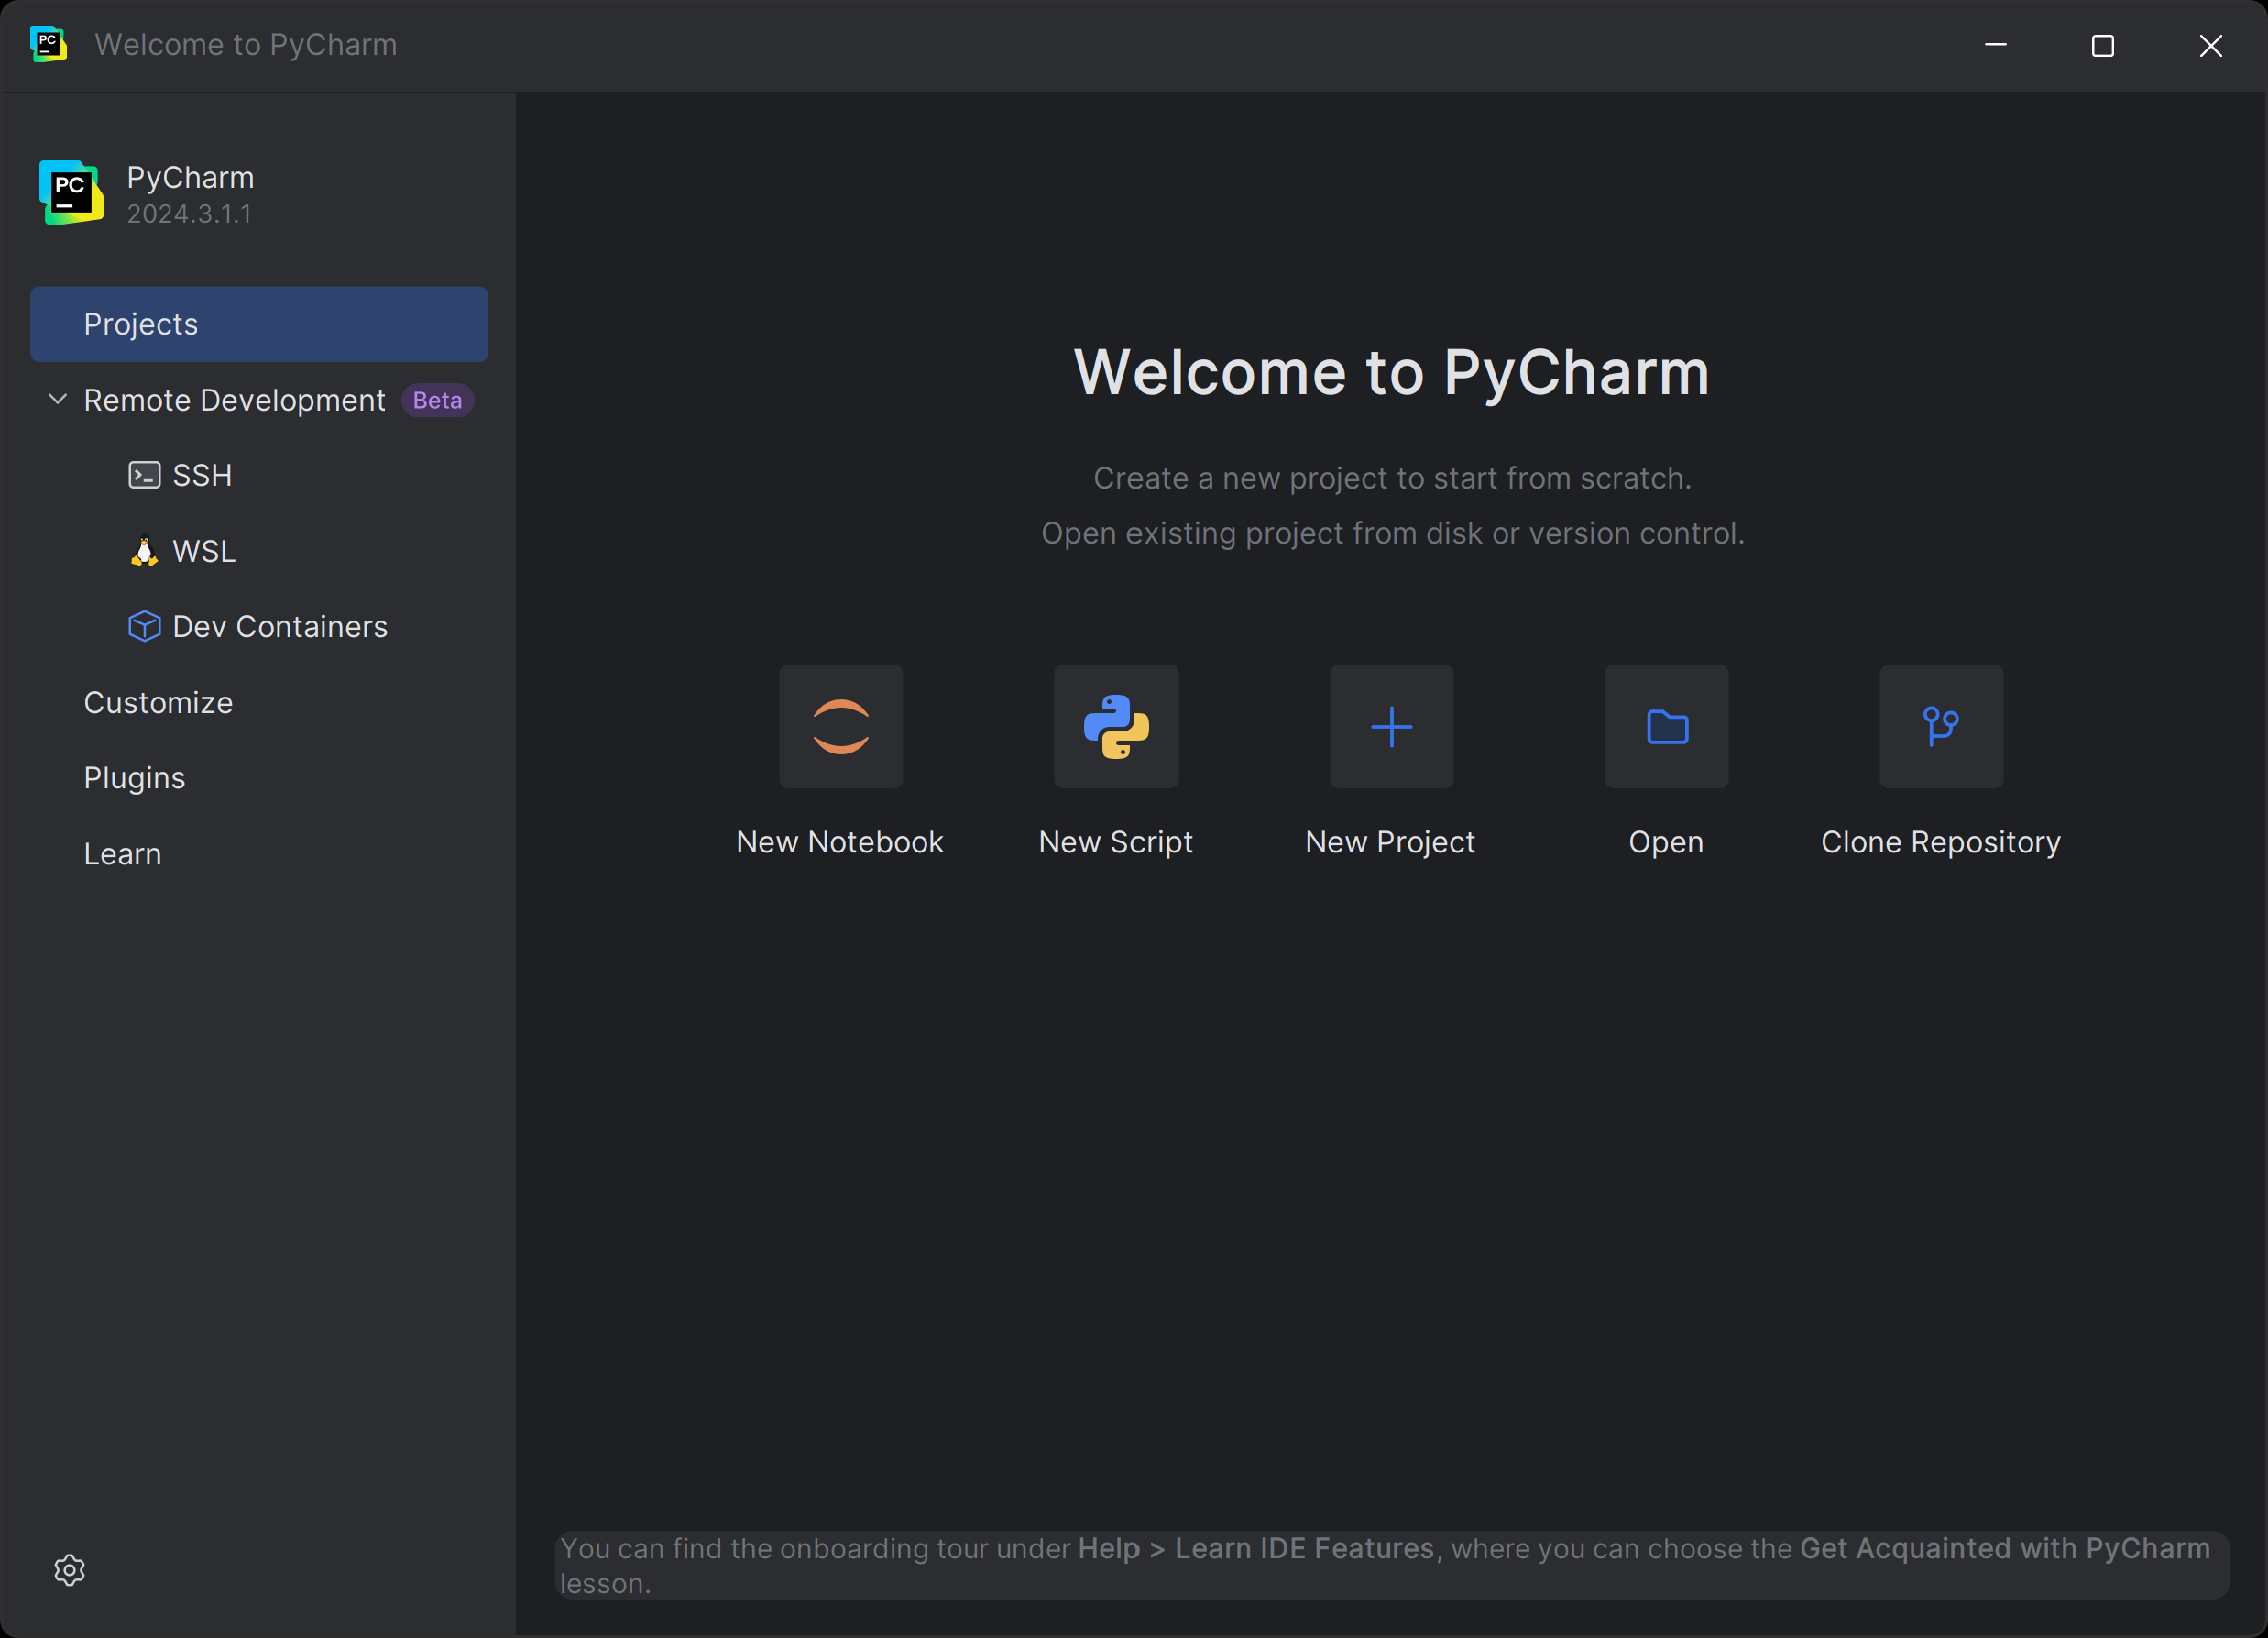 Welcome to PyCharm
PyCharm
2024.3.1.1
Projects
Remote Development Beta
SSH
WSL
Dev Containers
Customize
Plugins
Learn
Welcome to PyCharm
Create a new project to start from scratch.
Open existing project from disk or version control.
New Notebook
New Script
New Project
Open
Clone Repository
You can find the onboarding tour under Help > Learn IDE Features, where you can choose the Get Acquainted with PyCharm
lesson.